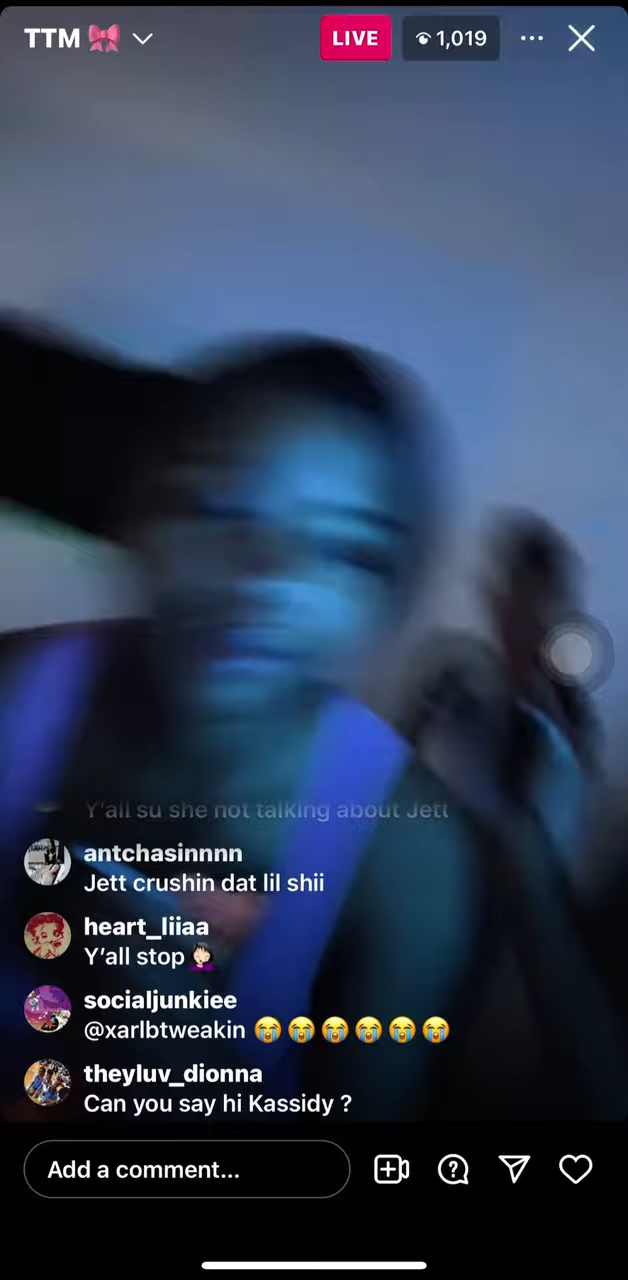 TTM 🎀
LIVE
1,019
Y'all su she not talking about Jett
antchasinnnn
Jett crushin dat lil shii
heart_liiaa
Y'all stop 🤦🏻‍♀️
socialjunkiee
@xarlbtweakin 😭😭😭😭😭😭
theyluv_dionna
Can you say hi Kassidy ?
Add a comment...